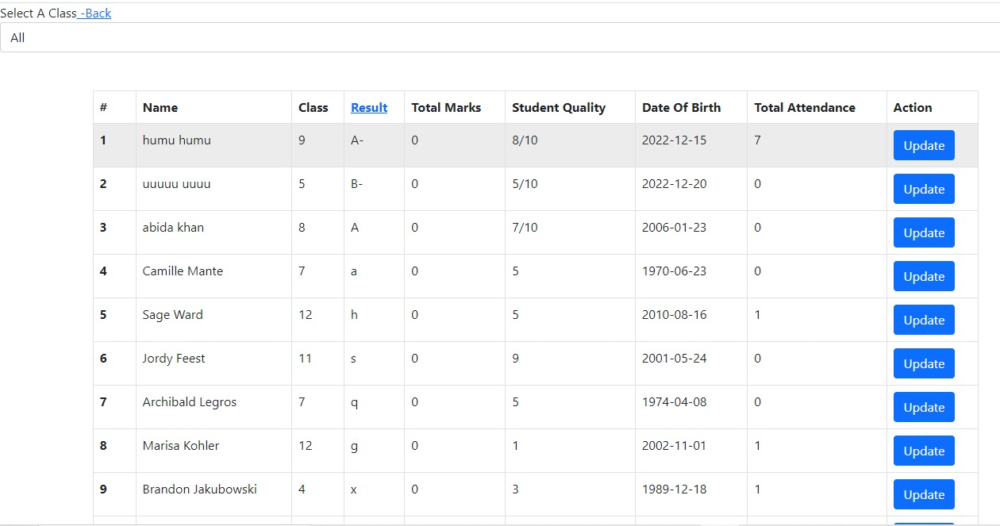 Select A Class -Back
All
# Name Class Result Total Marks Student Quality Date Of Birth Total Attendance Action
1 humu humu 9 A- 0 8/10 2022-12-15 7 Update
2 uuuuu uuuu 5 B- 0 5/10 2022-12-20 0 Update
3 abida khan 8 A 0 7/10 2006-01-23 0 Update
4 Camille Mante 7 a 0 5 1970-06-23 0 Update
5 Sage Ward 12 h 0 5 2010-08-16 1 Update
6 Jordy Feest 11 s 0 9 2001-05-24 0 Update
7 Archibald Legros 7 q 0 5 1974-04-08 0 Update
8 Marisa Kohler 12 g 0 1 2002-11-01 1 Update
9 Brandon Jakubowski 4 x 0 3 1989-12-18 1 Update